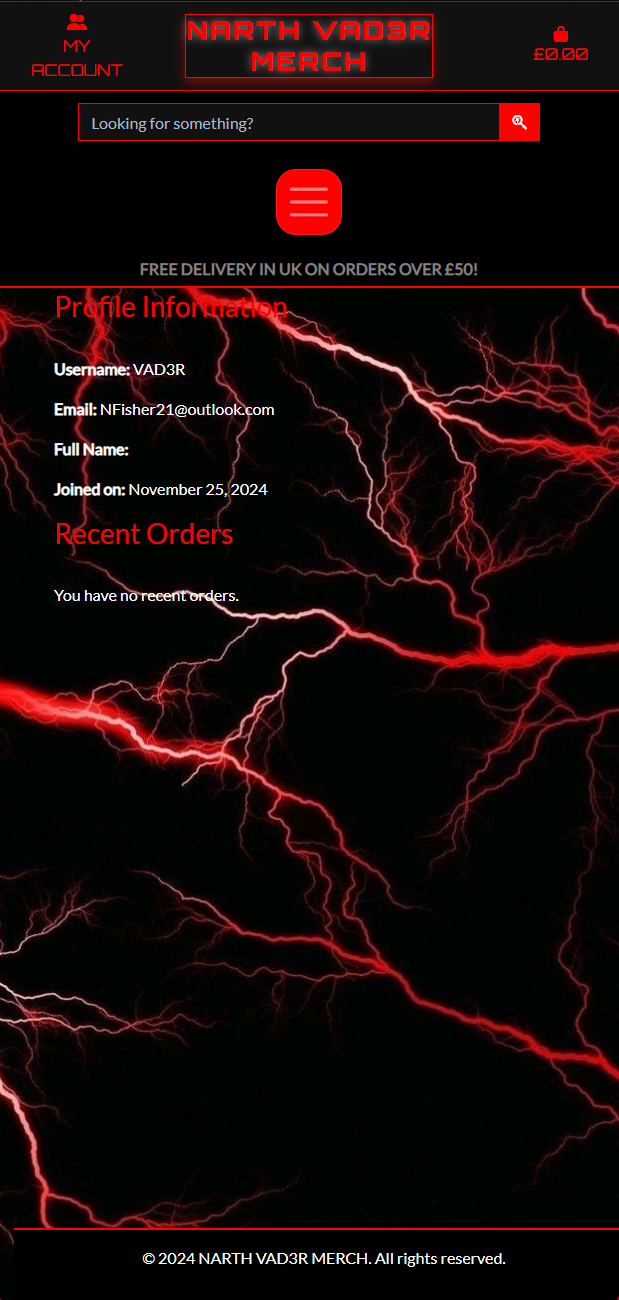 MY
ACCOUNT
NARTH VAD3R
MERCH
£0.00
Looking for something?
FREE DELIVERY IN UK ON ORDERS OVER £50!
Profile Information
Username: VAD3R
Email: NFisher21@outlook.com
Full Name:
Joined on: November 25, 2024
Recent Orders
You have no recent orders.
© 2024 NARTH VAD3R MERCH. All rights reserved.